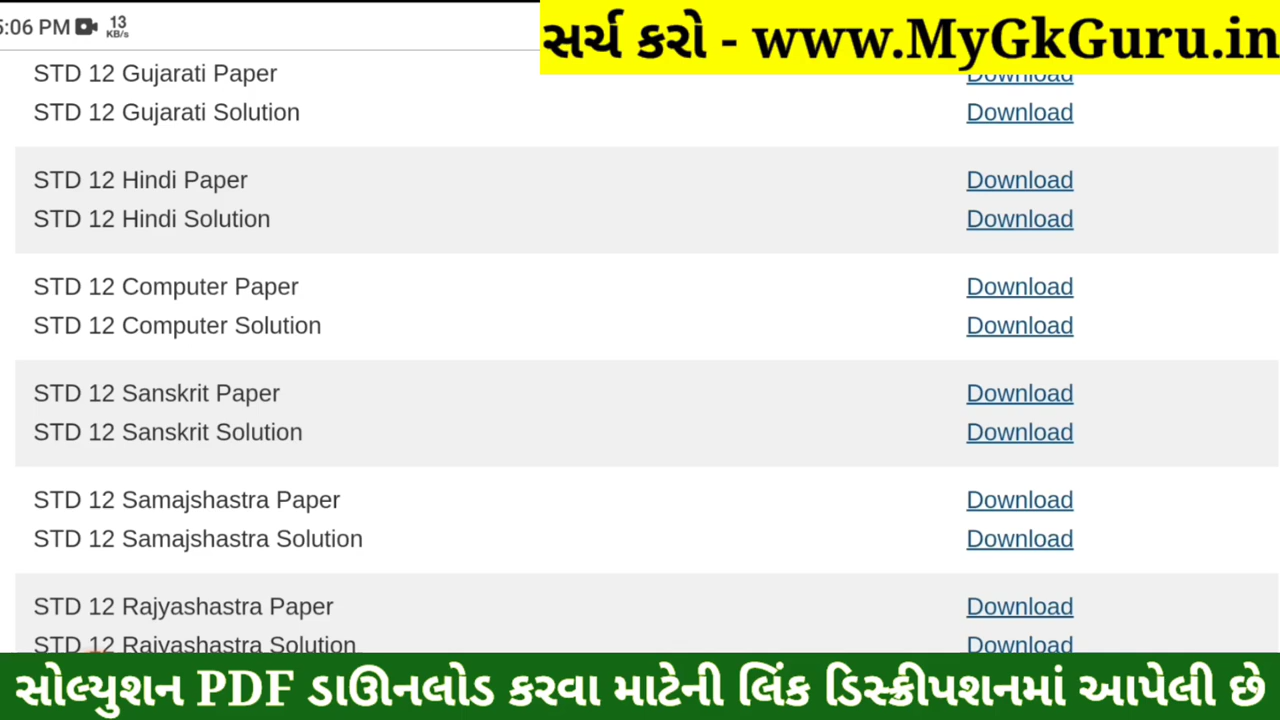 5:06 PM 13 KB/s
સર્ચ કરો - www.MyGkGuru.in
STD 12 Gujarati Paper Download
STD 12 Gujarati Solution Download
STD 12 Hindi Paper Download
STD 12 Hindi Solution Download
STD 12 Computer Paper Download
STD 12 Computer Solution Download
STD 12 Sanskrit Paper Download
STD 12 Sanskrit Solution Download
STD 12 Samajshastra Paper Download
STD 12 Samajshastra Solution Download
STD 12 Rajyashastra Paper Download
STD 12 Rajyashastra Solution Download
સોલ્યુશન PDF ડાઊનલોડ કરવા માટેની લિંક ડિસ્ક્રીપશનમાં આપેલી છે